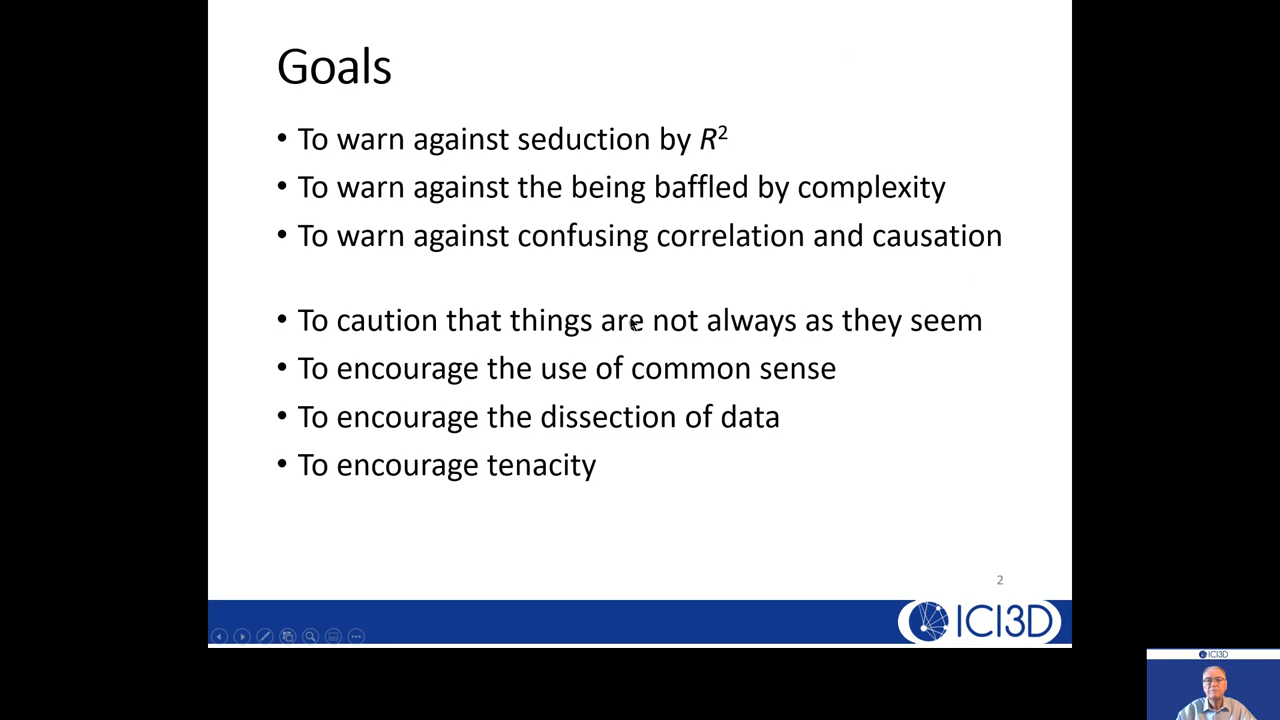 Goals
• To warn against seduction by R²
• To warn against the being baffled by complexity
• To warn against confusing correlation and causation
• To caution that things are not always as they seem
• To encourage the use of common sense
• To encourage the dissection of data
• To encourage tenacity
2
ICI3D
ICI3D